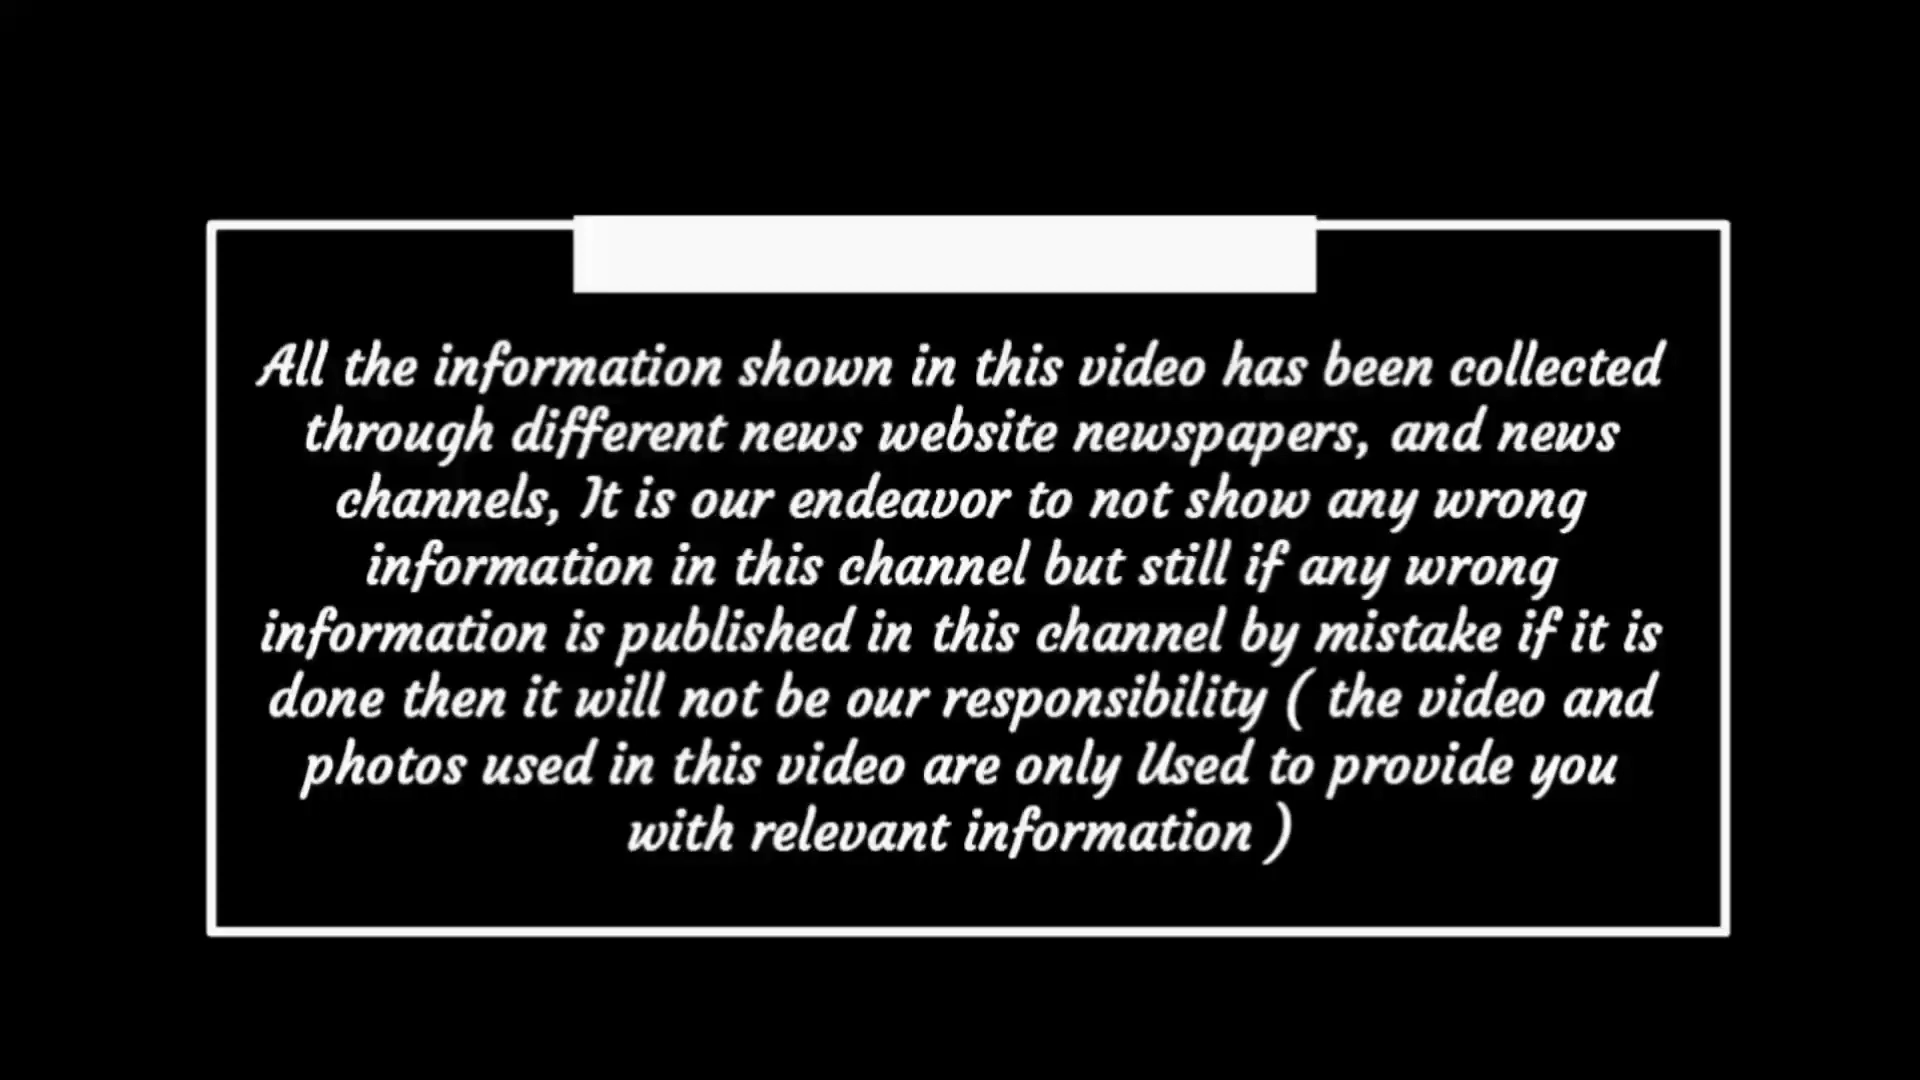 All the information shown in this video has been collected
through different news website newspapers, and news
channels, It is our endeavor to not show any wrong
information in this channel but still if any wrong
information is published in this channel by mistake if it is
done then it will not be our responsibility ( the video and
photos used in this video are only Used to provide you
with relevant information )